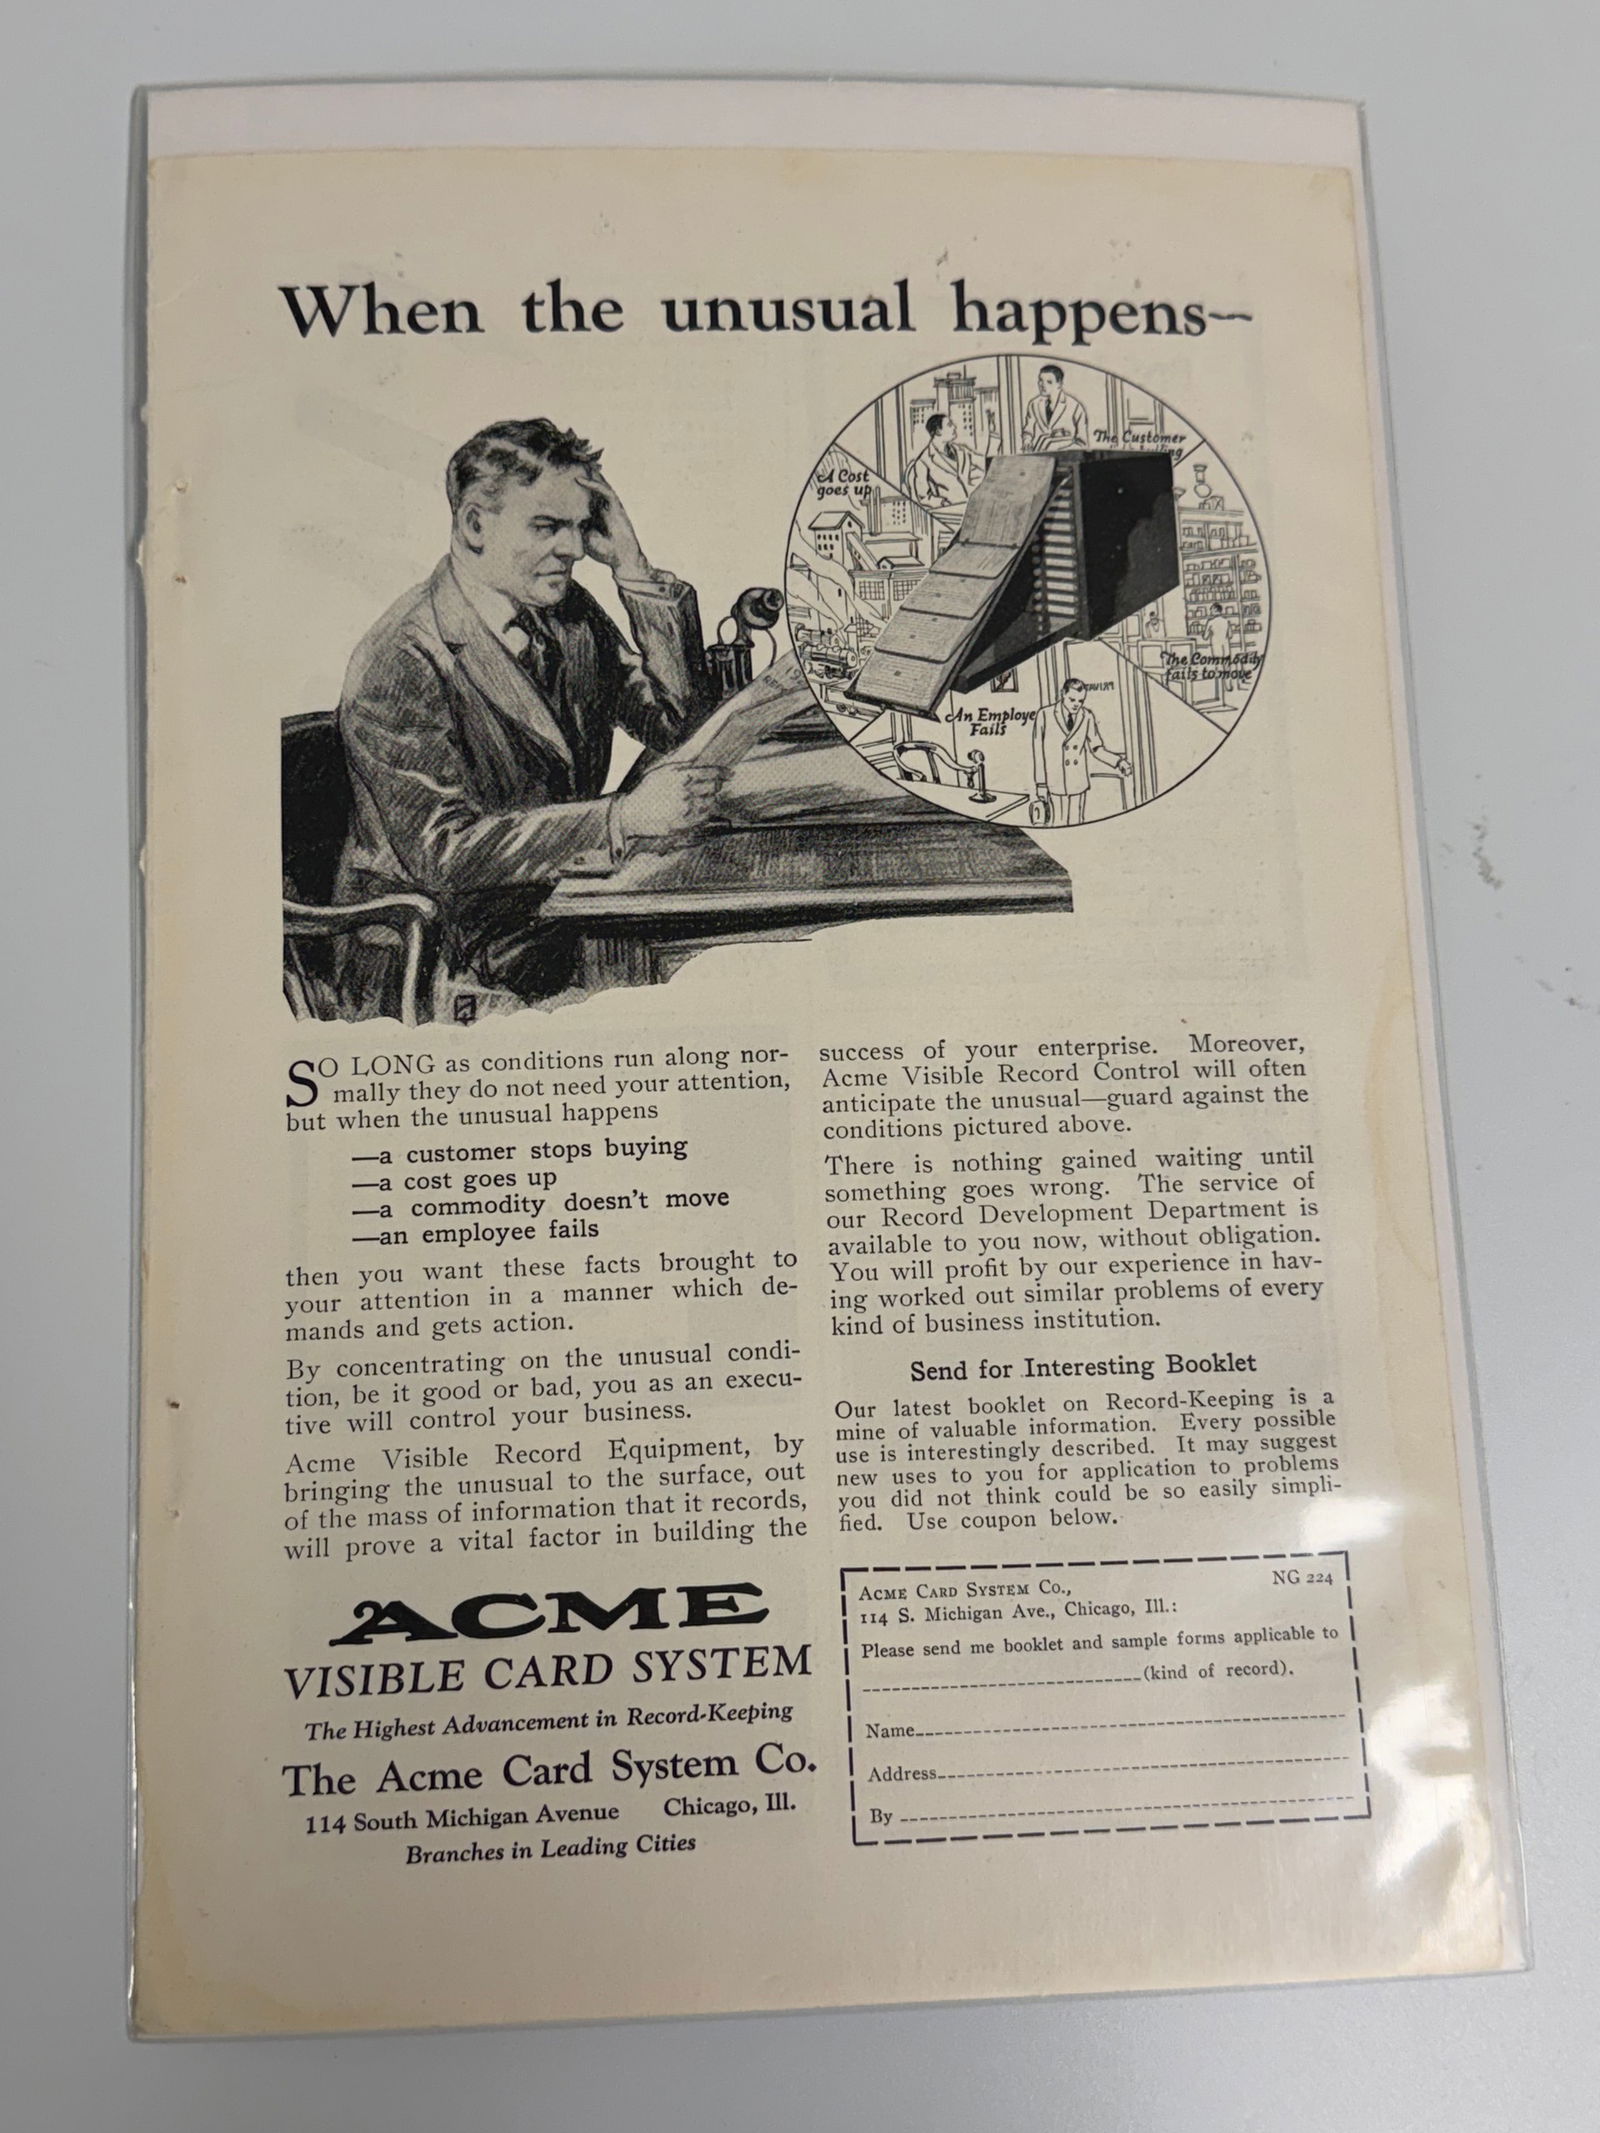 When the unusual happens—
The Customer
A Cost
goes up
The Commodity
fails to move
An Employe
Fails
PRIVATE
SO LONG as conditions run along nor-
mally they do not need your attention,
but when the unusual happens
—a customer stops buying
—a cost goes up
—a commodity doesn't move
—an employee fails
then you want these facts brought to
your attention in a manner which de-
mands and gets action.
By concentrating on the unusual condi-
tion, be it good or bad, you as an execu-
tive will control your business.
Acme Visible Record Equipment, by
bringing the unusual to the surface, out
of the mass of information that it records,
will prove a vital factor in building the
success of your enterprise. Moreover,
Acme Visible Record Control will often
anticipate the unusual—guard against the
conditions pictured above.
There is nothing gained waiting until
something goes wrong. The service of
our Record Development Department is
available to you now, without obligation.
You will profit by our experience in hav-
ing worked out similar problems of every
kind of business institution.
Send for Interesting Booklet
Our latest booklet on Record-Keeping is a
mine of valuable information. Every possible
use is interestingly described. It may suggest
new uses to you for application to problems
you did not think could be so easily simpli-
fied. Use coupon below.
ACME
VISIBLE CARD SYSTEM
The Highest Advancement in Record-Keeping
The Acme Card System Co.
114 South Michigan Avenue Chicago, Ill.
Branches in Leading Cities
ACME CARD SYSTEM CO., NG 224
114 S. Michigan Ave., Chicago, Ill.:
Please send me booklet and sample forms applicable to
(kind of record).
Name
Address
By